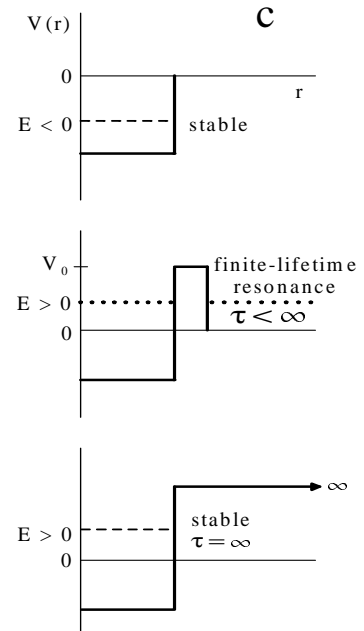 V(r)
c
0
r
E < 0
stable
V₀
finite-lifetime
resonance
E > 0
τ < ∞
0
∞
stable
E > 0
τ = ∞
0